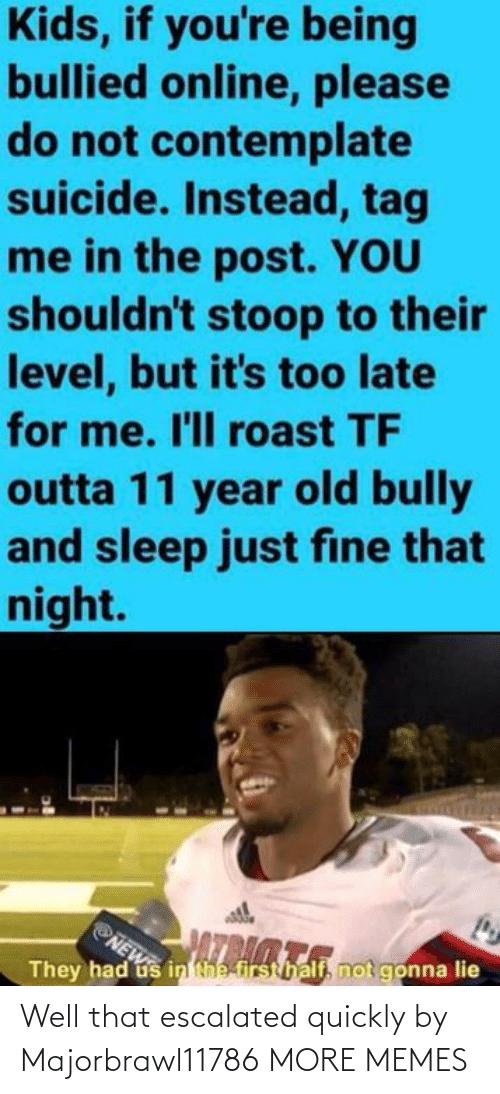 Kids, if you're being
bullied online, please
do not contemplate
suicide. Instead, tag
me in the post. YOU
shouldn't stoop to their
level, but it's too late
for me. I'll roast TF
outta 11 year old bully
and sleep just fine that
night.
adidas
NEWS
PATRIOTS
They had us in the first half, not gonna lie
Well that escalated quickly by
Majorbrawl11786 MORE MEMES